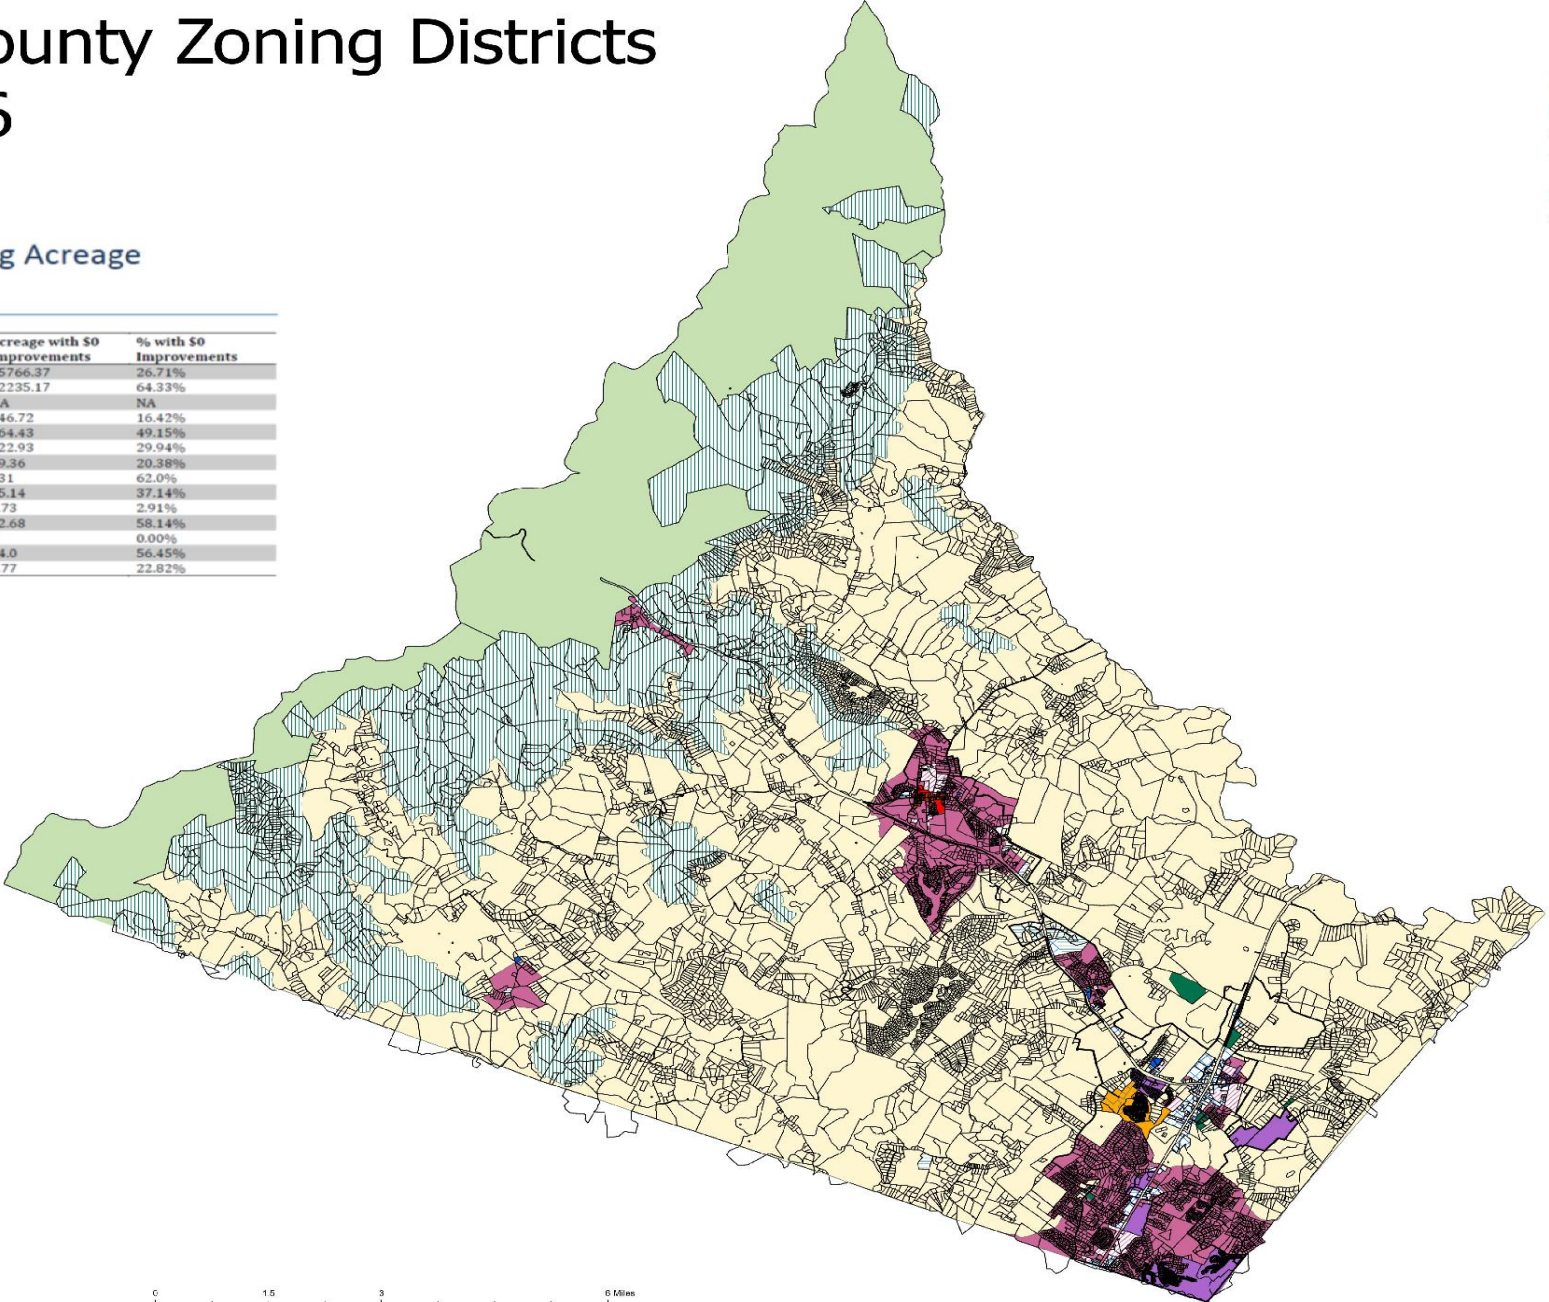 ounty Zoning Districts
6
g Acreage
creage with $0 % with $0
mprovements Improvements
5766.37 26.71%
2235.17 64.33%
A NA
46.72 16.42%
64.43 49.15%
22.93 29.94%
9.36 20.38%
31 62.0%
5.14 37.14%
73 2.91%
2.68 58.14%
0.00%
4.0 56.45%
77 22.82%
0 1.5 3 6 Miles